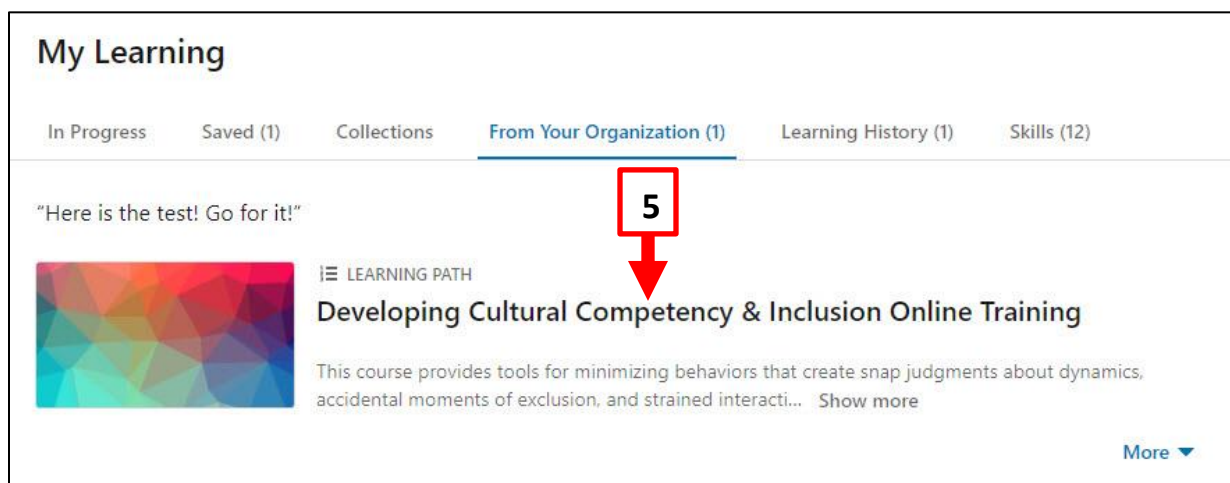 My Learning
In Progress Saved (1) Collections From Your Organization (1) Learning History (1) Skills (12)
"Here is the test! Go for it!"
5
LEARNING PATH
Developing Cultural Competency & Inclusion Online Training
This course provides tools for minimizing behaviors that create snap judgments about dynamics,
accidental moments of exclusion, and strained interacti... Show more
More